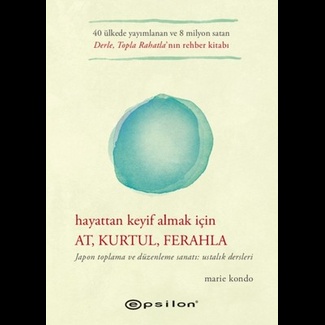 40 ülkede yayımlanan ve 8 milyon satan
Derle, Topla Rahatla'nın rehber kitabı
hayattan keyif almak için
AT, KURTUL, FERAHLA
Japon toplama ve düzenleme sanatı: ustalık dersleri
marie kondo
epsilon®